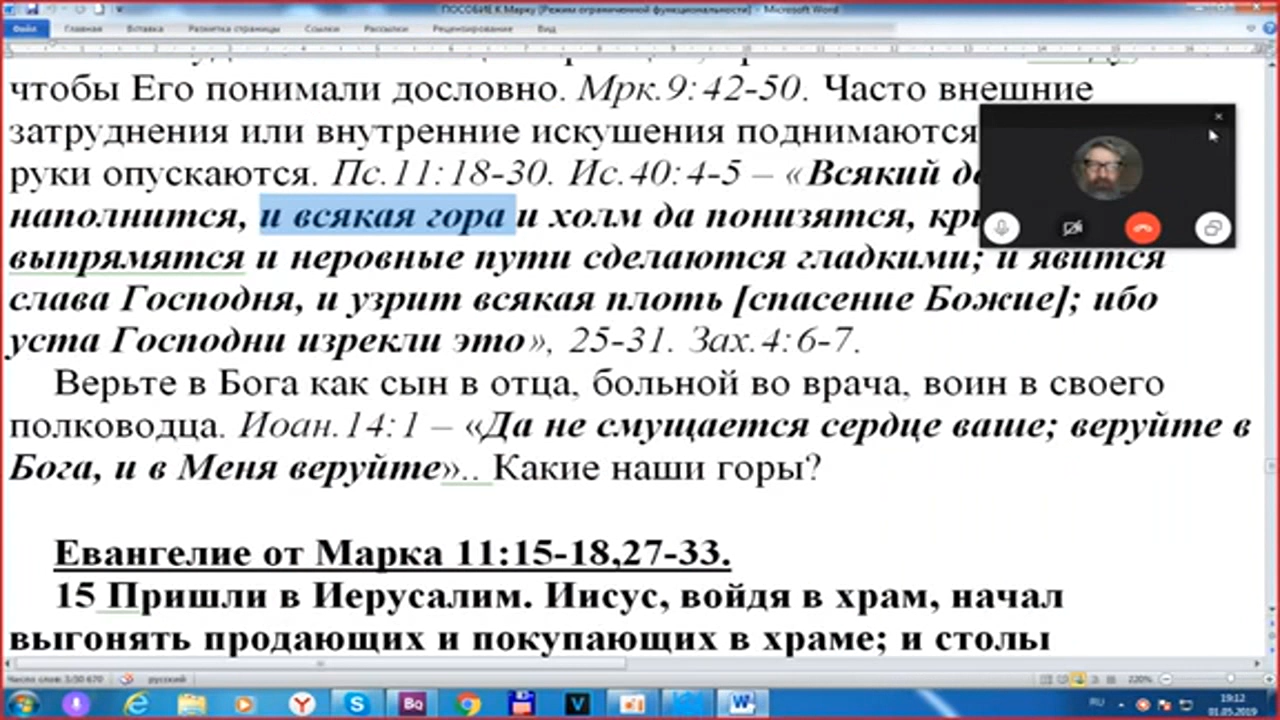 ПОСОБИЕ К Марку [Режим ограниченной функциональности] - Microsoft Word
Файл Главная Вставка Разметка страницы Ссылки Рассылки Рецензирование Вид
чтобы Его понимали дословно. Мрк.9:42-50. Часто внешние
затруднения или внутренние искушения поднимаются
руки опускаются. Пс.11:18-30. Ис.40:4-5 – «Всякий до
наполнится, и всякая гора и холм да понизятся, кри
выпрямятся и неровные пути сделаются гладкими; и явится
слава Господня, и узрит всякая плоть [спасение Божие]; ибо
уста Господни изрекли это», 25-31. Зах.4:6-7.
Верьте в Бога как сын в отца, больной во врача, воин в своего
полководца. Иоан.14:1 – «Да не смущается сердце ваше; веруйте в
Бога, и в Меня веруйте».. Какие наши горы?
Евангелие от Марка 11:15-18,27-33.
15 Пришли в Иерусалим. Иисус, войдя в храм, начал
выгонять продающих и покупающих в храме; и столы
Число слов: 3/30 670 русский 220%
RU 19:12
01.05.2019